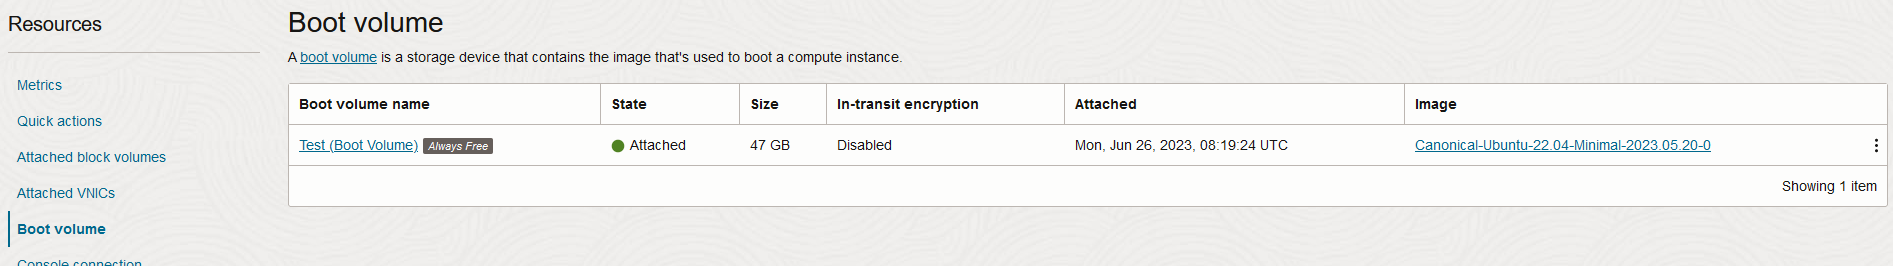 Resources
Metrics
Quick actions
Attached block volumes
Attached VNICs
Boot volume
Console connection
Boot volume
A boot volume is a storage device that contains the image that's used to boot a compute instance.
Boot volume name State Size In-transit encryption Attached Image
Test (Boot Volume) Always Free Attached 47 GB Disabled Mon, Jun 26, 2023, 08:19:24 UTC Canonical-Ubuntu-22.04-Minimal-2023.05.20-0
Showing 1 item